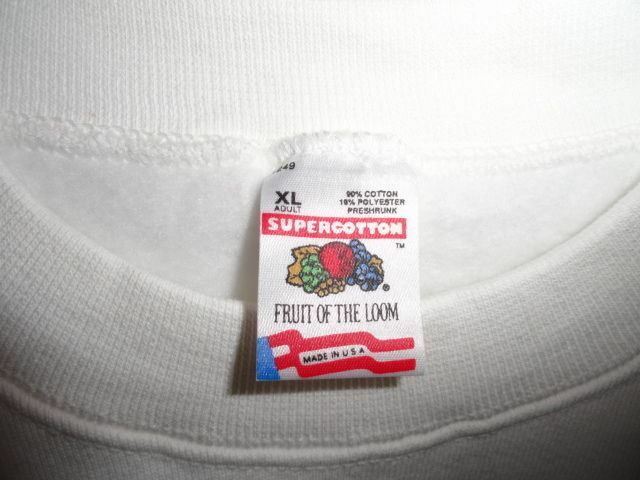 XL
ADULT
90% COTTON
10% POLYESTER
PRESHRUNK
SUPERCOTTON
TM
®
FRUIT OF THE LOOM
MADE IN U S A